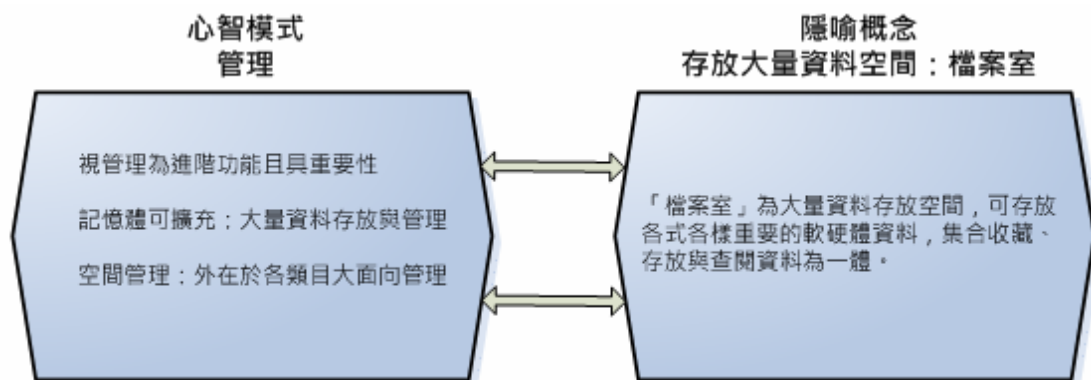 心智模式
管理
隱喻概念
存放大量資料空間：檔案室
視管理為進階功能且具重要性
記憶體可擴充：大量資料存放與管理
空間管理：外在於各類目大面向管理
「檔案室」為大量資料存放空間，可存放
各式各樣重要的軟硬體資料，集合收藏、
存放與查閱資料為一體。